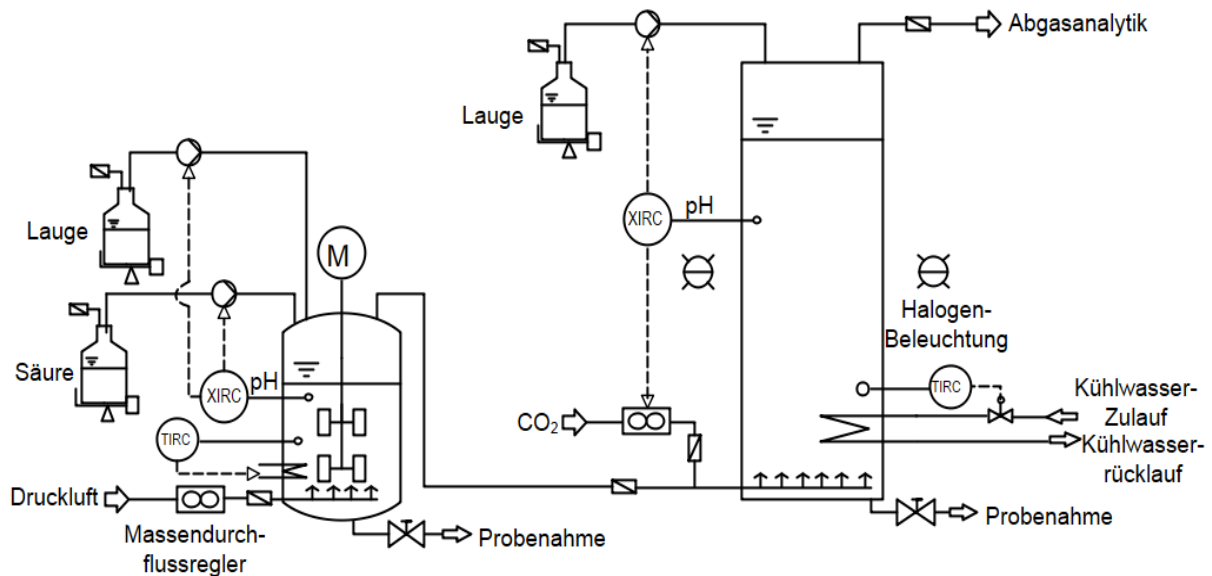 Abgasanalytik
Lauge
XIRC
pH
Lauge
M
Halogen-
Beleuchtung
Säure
XIRC
pH
TIRC
Kühlwasser-
Zulauf
Kühlwasser-
rücklauf
CO₂
TIRC
Druckluft
Massendurch-
flussregler
Probenahme
Probenahme